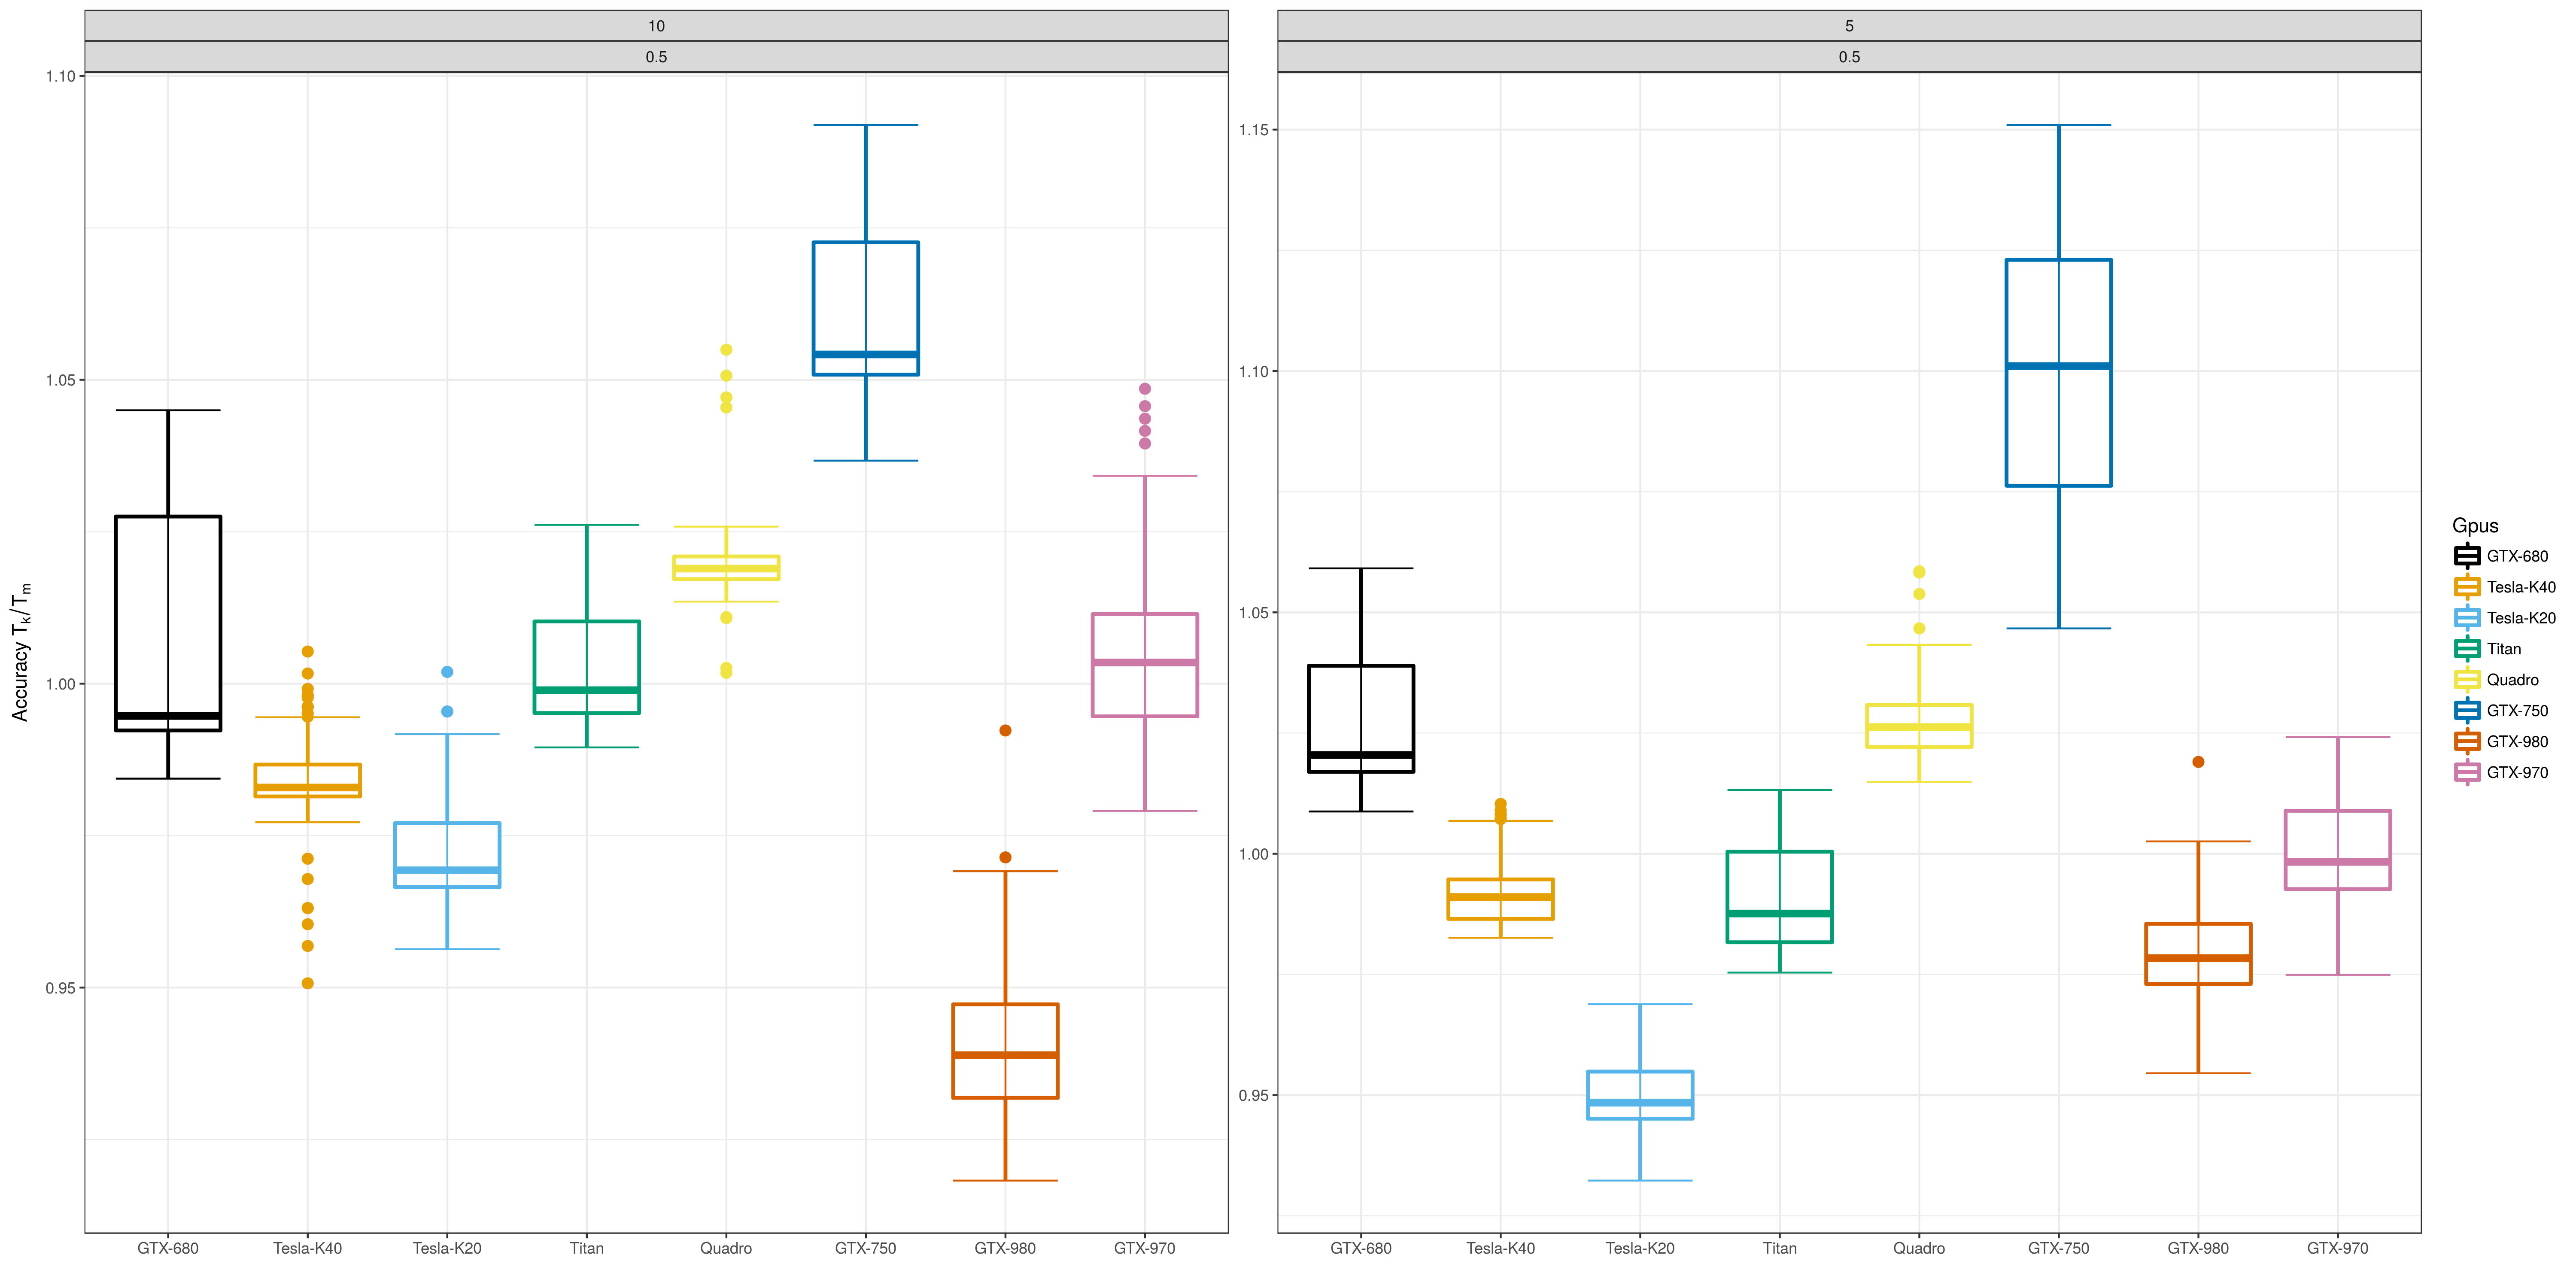 10
0.5
5
0.5
1.10
1.05
1.00
0.95
Accuracy Tk/Tm
GTX-680 Tesla-K40 Tesla-K20 Titan Quadro GTX-750 GTX-980 GTX-970
1.15
1.10
1.05
1.00
0.95
GTX-680 Tesla-K40 Tesla-K20 Titan Quadro GTX-750 GTX-980 GTX-970
Gpus
GTX-680
Tesla-K40
Tesla-K20
Titan
Quadro
GTX-750
GTX-980
GTX-970